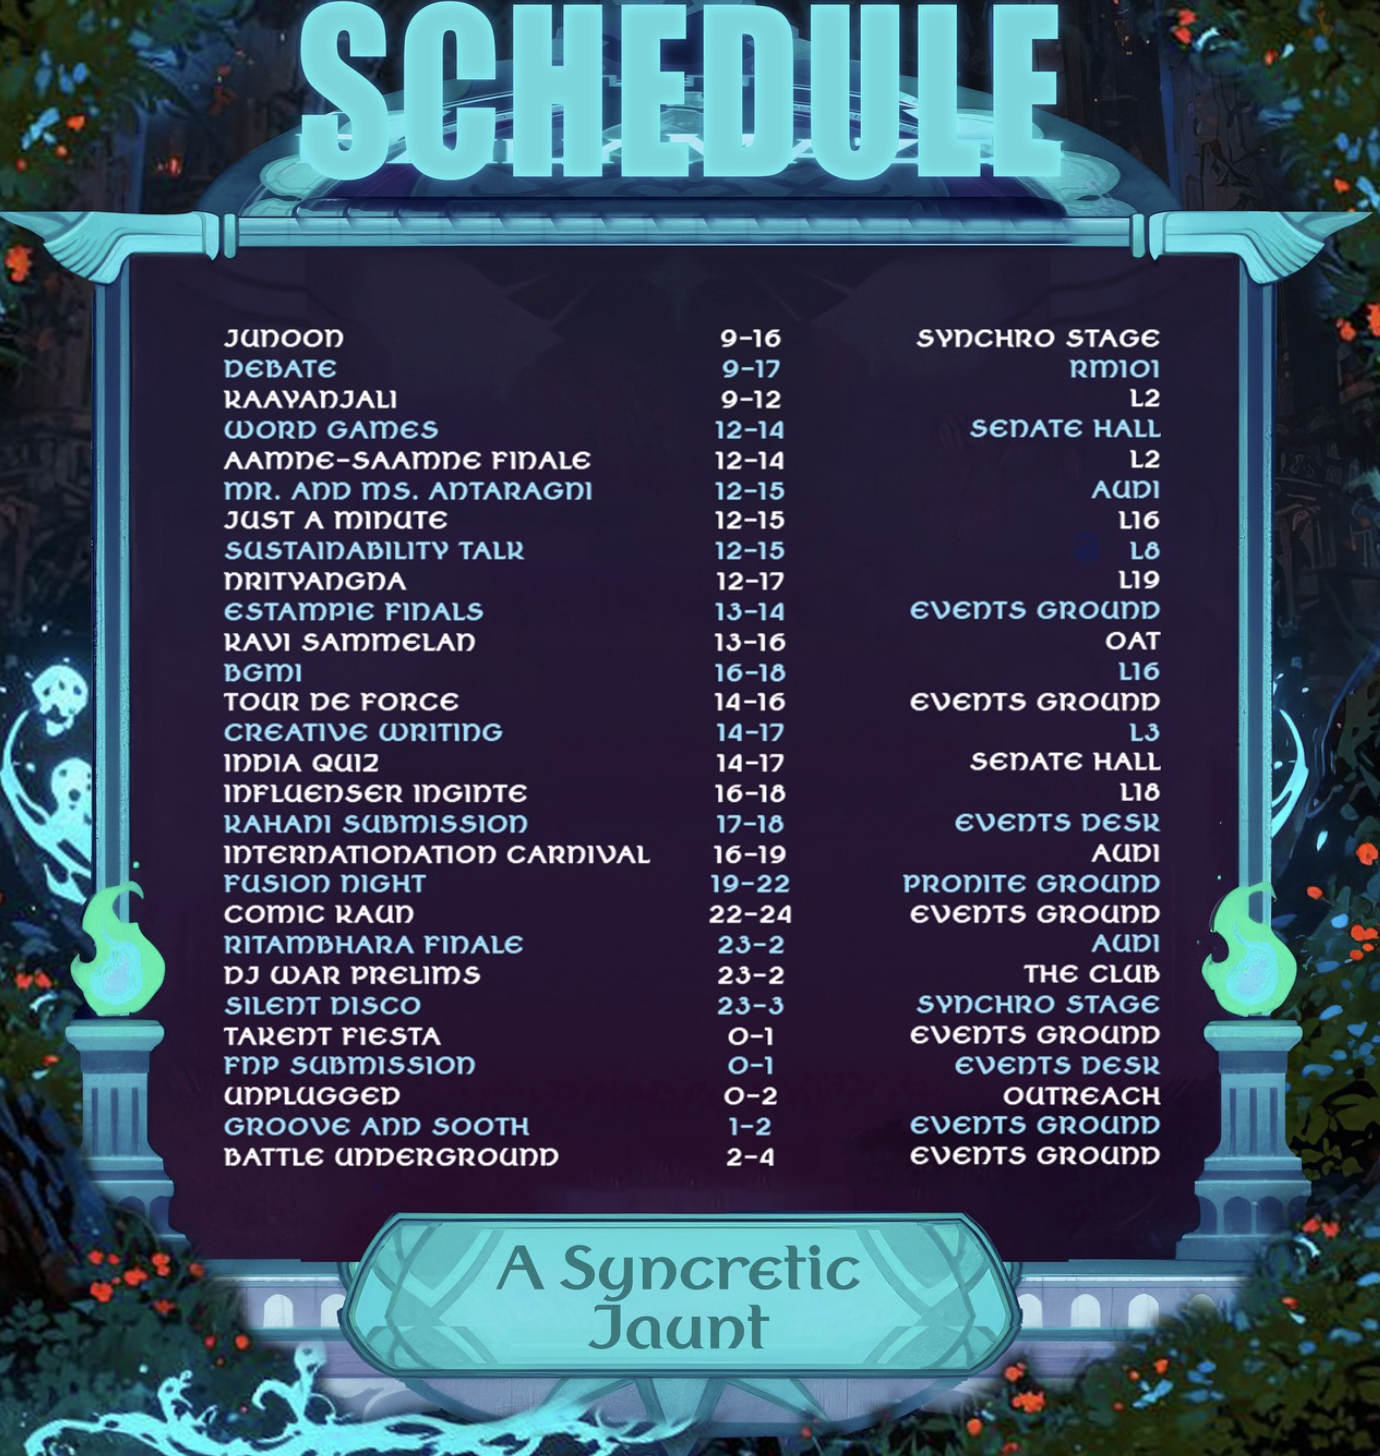 SCHEDULE
JUNOON 9-16 SYNCHRO STAGE
DEBATE 9-17 RM101
KAAVANJALI 9-12 L2
WORD GAMES 12-14 SENATE HALL
AAMNE-SAAMNE FINALE 12-14 L2
MR. AND MS. ANTARAGNI 12-15 AUDI
JUST A MINUTE 12-15 L16
SUSTAINABILITY TALK 12-15 L8
NRITYANGNA 12-17 L19
ESTAMPIE FINALS 13-14 EVENTS GROUND
KAVI SAMMELAN 13-16 OAT
BGMI 16-18 L16
TOUR DE FORCE 14-16 EVENTS GROUND
CREATIVE WRITING 14-17 L3
INDIA QUIZ 14-17 SENATE HALL
INFLUENSER INGINTE 16-18 L18
KAHANI SUBMISSION 17-18 EVENTS DESK
INTERNATIONATION CARNIVAL 16-19 AUDI
FUSION NIGHT 19-22 PRONITE GROUND
COMIC KAUN 22-24 EVENTS GROUND
RITAMBHARA FINALE 23-2 AUDI
DJ WAR PRELIMS 23-2 THE CLUB
SILENT DISCO 23-3 SYNCHRO STAGE
TAKENT FIESTA 0-1 EVENTS GROUND
FNP SUBMISSION 0-1 EVENTS DESK
UNPLUGGED 0-2 OUTREACH
GROOVE AND SOOTH 1-2 EVENTS GROUND
BATTLE UNDERGROUND 2-4 EVENTS GROUND
A Syncretic
Jaunt